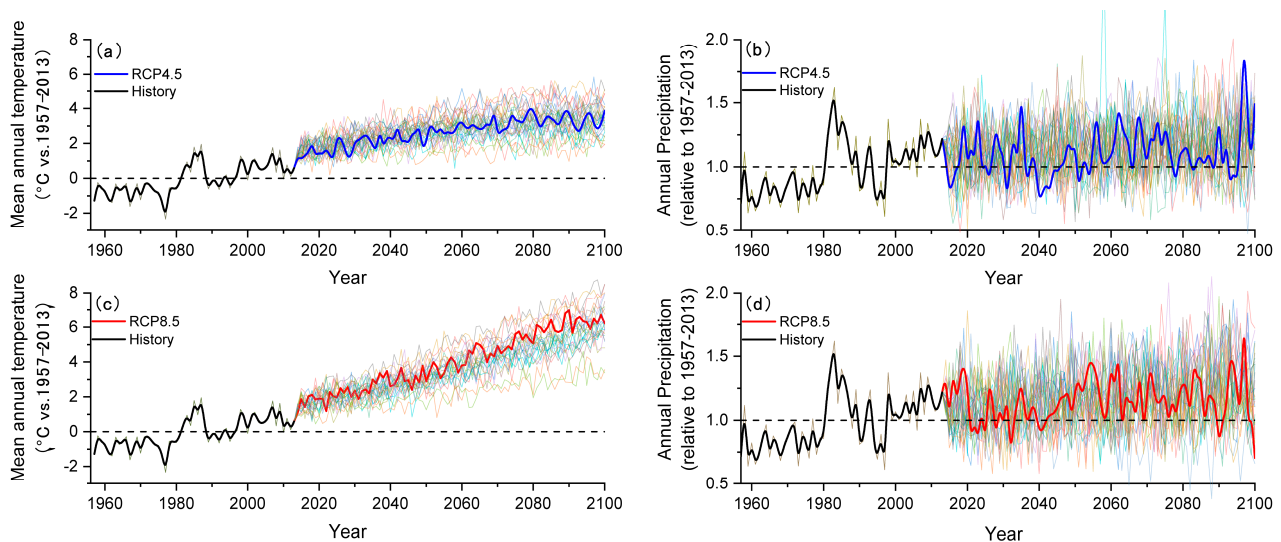 Mean annual temperature
(°C vs.1957-2013)
8
6
4
2
0
-2
(a)
RCP4.5
History
1960
1980
2000
2020
2040
2060
2080
2100
Year
Annual Precipitation
(relative to 1957-2013)
2.0
1.5
1.0
0.5
(b)
RCP4.5
History
1960
1980
2000
2020
2040
2060
2080
2100
Year
Mean annual temperature
(°C vs.1957-2013)
8
6
4
2
0
-2
(c)
RCP8.5
History
1960
1980
2000
2020
2040
2060
2080
2100
Year
Annual Precipitation
(relative to 1957-2013)
2.0
1.5
1.0
0.5
(d)
RCP8.5
History
1960
1980
2000
2020
2040
2060
2080
2100
Year